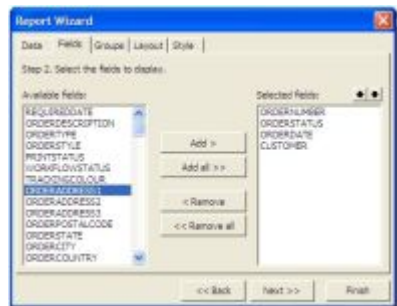 Report Wizard
Data Fields Groups Layout Style
Step 2. Select the fields to display.
Available fields:
Selected fields:
REQUIREDDATE
ORDERDESCRIPTION
ORDERTYPE
ORDERSTYLE
PRINTSTATUS
WORKFLOWSTATUS
TRACKINGCOLOUR
ORDERADDRESS1
ORDERADDRESS2
ORDERADDRESS3
ORDERPOSTALCODE
ORDERSTATE
ORDERCITY
ORDERCOUNTRY
Add >
Add all >>
< Remove
<< Remove all
ORDERNUMBER
ORDERSTATUS
ORDERDATE
CUSTOMER
<< Back
Next >>
Finish